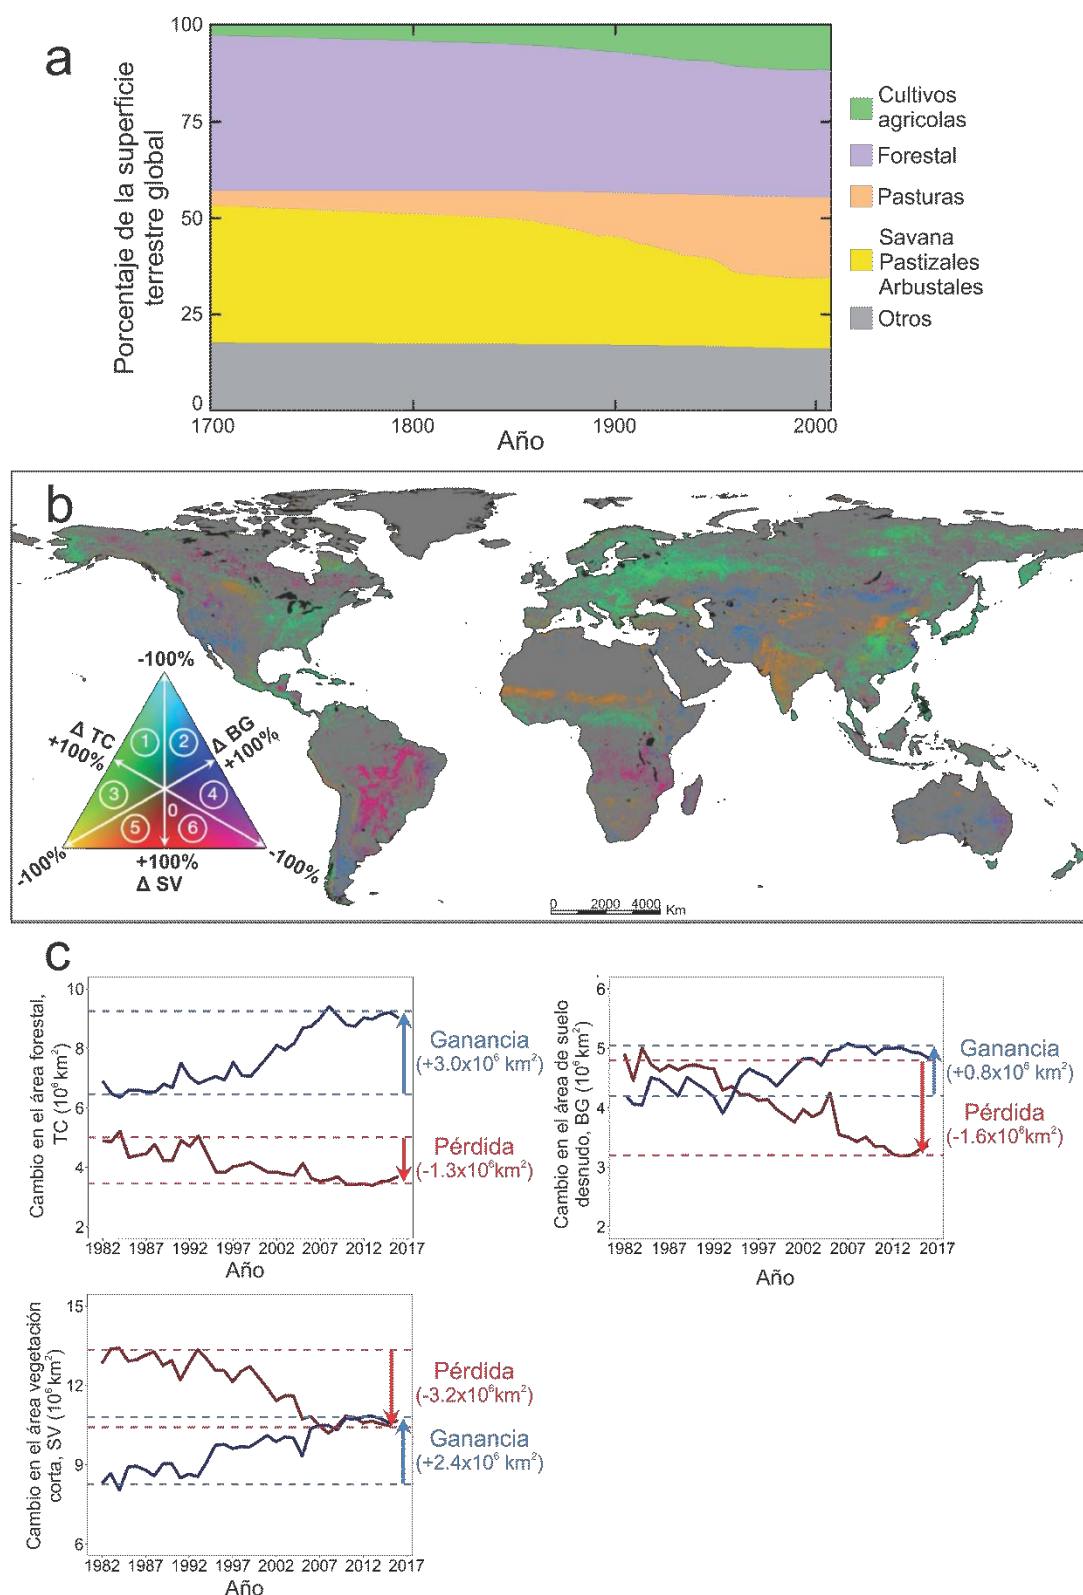 a
Porcentaje de la superficie
terrestre global
100
75
50
25
0
1700
1800
1900
2000
Año
Cultivos
agricolas
Forestal
Pasturas
Savana
Pastizales
Arbustales
Otros
b
-100%
Δ TC
+100%
Δ BG
+100%
1
2
3
4
0
5
6
-100%
+100%
-100%
Δ SV
0 2000 4000 Km
c
Cambio en el área forestal,
TC (10⁶ km²)
10
8
6
4
2
1982 1987 1992 1997 2002 2007 2012 2017
Año
Ganancia
(+3.0x10⁶ km²)
Pérdida
(-1.3x10⁶km²)
Cambio en el área de suelo
desnudo, BG (10⁶ km²)
6
5
4
3
2
1982 1987 1992 1997 2002 2007 2012 2017
Año
Ganancia
(+0.8x10⁶ km²)
Pérdida
(-1.6x10⁶km²)
Cambio en el área vegetación
corta, SV (10⁶ km²)
15
12
9
6
1982 1987 1992 1997 2002 2007 2012 2017
Año
Pérdida
(-3.2x10⁶km²)
Ganancia
(+2.4x10⁶ km²)